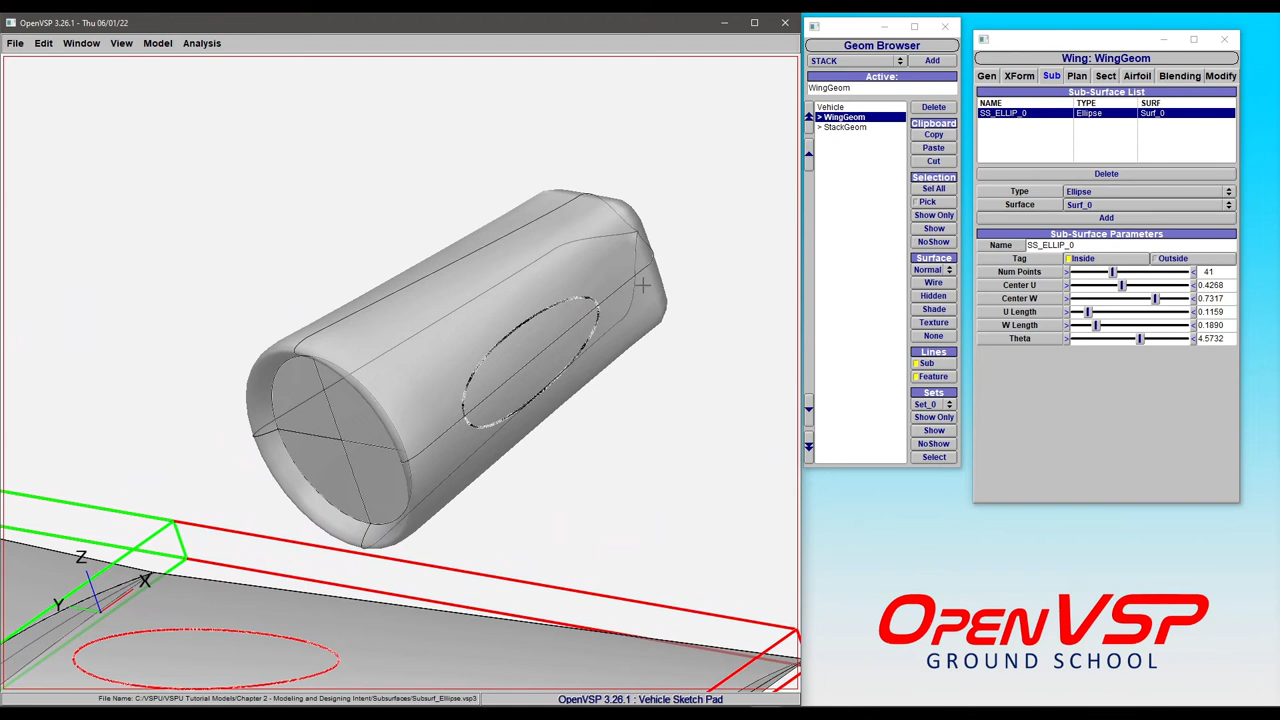 OpenVSP 3.26.1 - Thu 06/01/22
File Edit Window View Model Analysis
Z
X
Y
File Name: C:/VSPU/VSPU Tutorial Models/Chapter 2 - Modeling and Designing Intent/Subsurfaces/Subsurf_Ellipse.vsp3
OpenVSP 3.26.1 : Vehicle Sketch Pad
Geom Browser
STACK Add
Active:
WingGeom
Vehicle
> WingGeom
> StackGeom
Delete
Clipboard
Copy
Paste
Cut
Selection
Sel All
Pick
Show Only
Show
NoShow
Surface
Normal
Wire
Hidden
Shade
Texture
None
Lines
Sub
Feature
Sets
Set_0
Show Only
Show
NoShow
Select
Wing: WingGeom
Gen XForm Sub Plan Sect Airfoil Blending Modify
Sub-Surface List
NAME TYPE SURF
SS_ELLIP_0 Ellipse Surf_0
Delete
Type Ellipse
Surface Surf_0
Add
Sub-Surface Parameters
Name SS_ELLIP_0
Tag Inside Outside
Num Points > < 41
Center U > < 0.4268
Center W > < 0.7317
U Length > < 0.1159
W Length > < 0.1890
Theta > < 4.5732
OPENVSP
GROUND SCHOOL